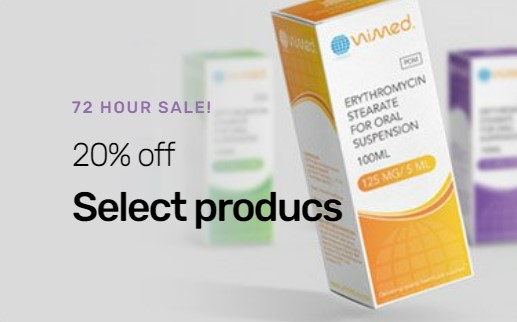 72 HOUR SALE!
20% off
Select producs
vimed.
vimed.
POM
ERYTHROMYCIN
STEARATE
FOR ORAL
SUSPENSION
100ML
125 MG/ 5 ML